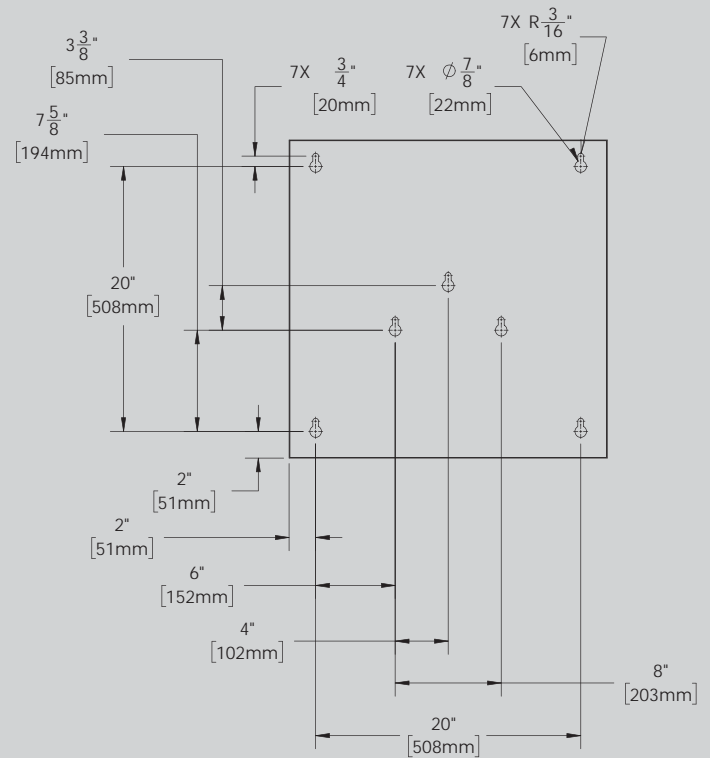 7X R 3/16"
[6mm]
3 3/8"
[85mm]
7X 3/4"
[20mm]
7X ∅ 7/8"
[22mm]
7 5/8"
[194mm]
20"
[508mm]
2"
[51mm]
2"
[51mm]
6"
[152mm]
4"
[102mm]
8"
[203mm]
20"
[508mm]